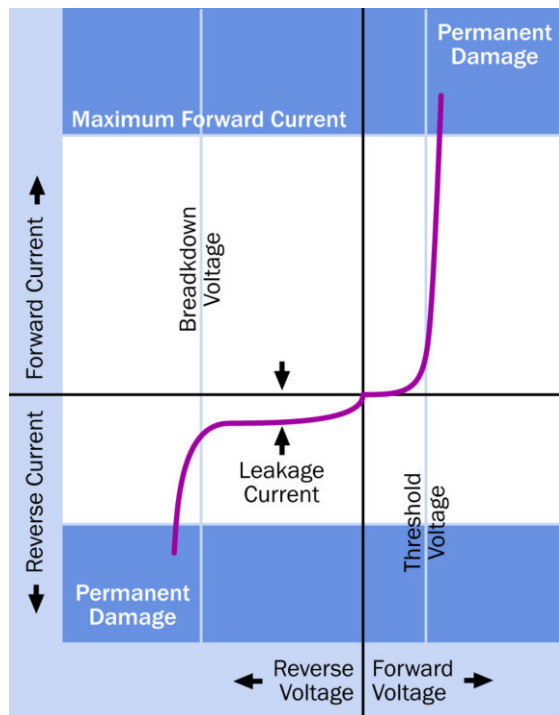 Permanent
Damage
Maximum Forward Current
Forward Current
Breadkdown
Voltage
Reverse Current
Leakage
Current
Threshold
Voltage
Permanent
Damage
Reverse
Voltage
Forward
Voltage